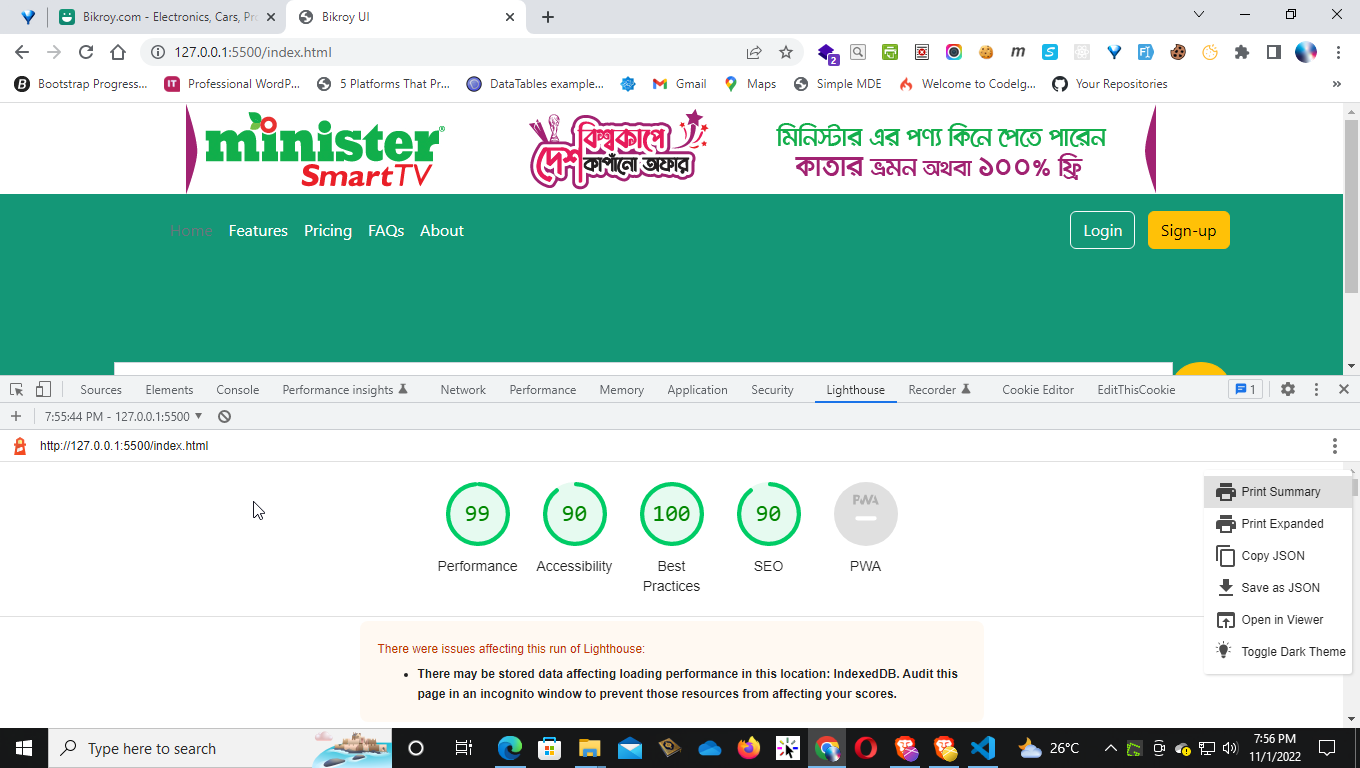 Bikroy.com - Electronics, Cars, Pro
Bikroy UI
127.0.0.1:5500/index.html
2
Bootstrap Progress...
Professional WordP...
5 Platforms That Pr...
DataTables example...
Gmail
Maps
Simple MDE
Welcome to CodeIg...
Your Repositories
»
minister®
SmartTV
বিশ্বকাপে
দেশ কাপাঁনো অফার
মিনিস্টার এর পণ্য কিনে পেতে পারেন
কাতার ভ্রমন অথবা ১০০% ফ্রি
Home
Features
Pricing
FAQs
About
Login
Sign-up
Sources
Elements
Console
Performance insights
Network
Performance
Memory
Application
Security
Lighthouse
Recorder
Cookie Editor
EditThisCookie
1
7:55:44 PM - 127.0.0.1:5500
http://127.0.0.1:5500/index.html
99
90
100
90
PWA
Performance
Accessibility
Best
Practices
SEO
PWA
Print Summary
Print Expanded
Copy JSON
Save as JSON
Open in Viewer
Toggle Dark Theme
There were issues affecting this run of Lighthouse:
• There may be stored data affecting loading performance in this location: IndexedDB. Audit this
page in an incognito window to prevent those resources from affecting your scores.
Type here to search
26°C
7:56 PM
11/1/2022